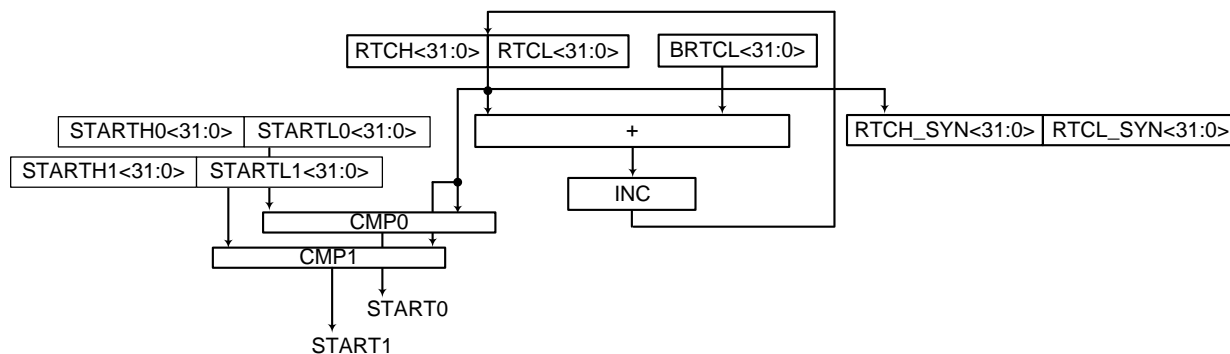 RTCH<31:0> RTCL<31:0> BRTCL<31:0>
STARTH0<31:0> STARTL0<31:0> + RTCH_SYN<31:0> RTCL_SYN<31:0>
STARTH1<31:0> STARTL1<31:0>
INC
CMP0
CMP1
START0
START1